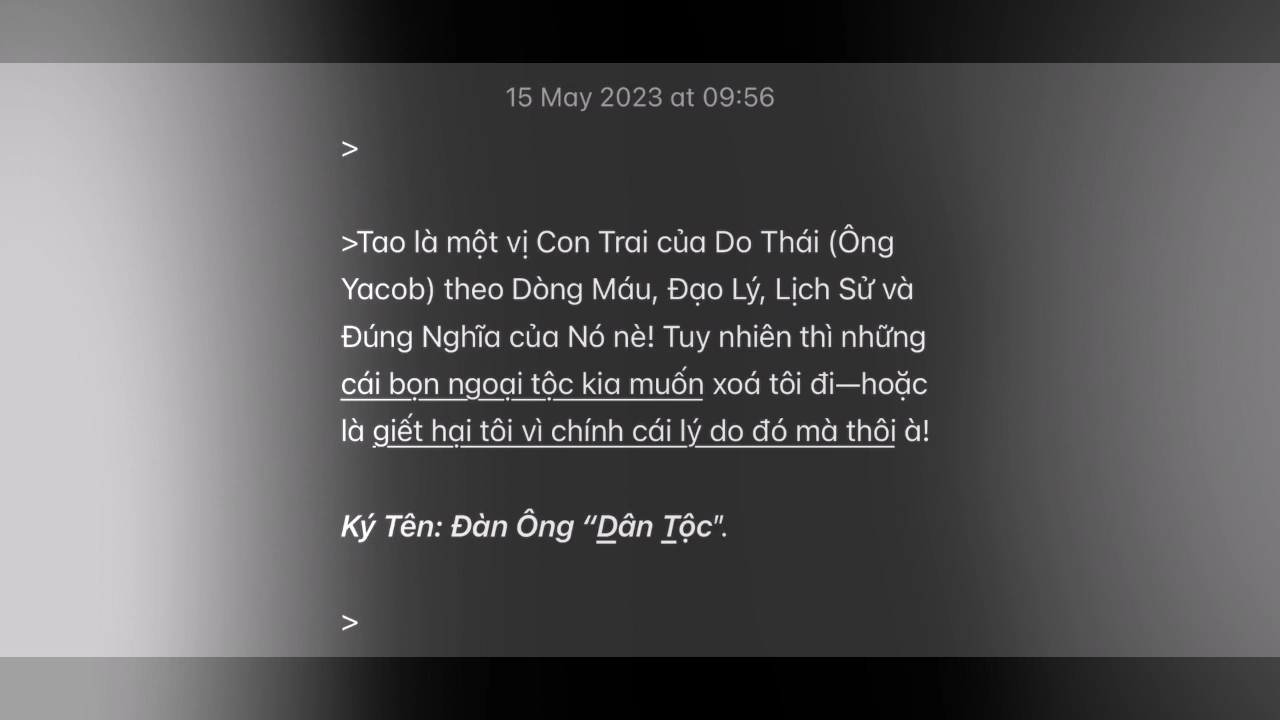 15 May 2023 at 09:56
>
>Tao là một vị Con Trai của Do Thái (Ông
Yacob) theo Dòng Máu, Đạo Lý, Lịch Sử và
Đúng Nghĩa của Nó nè! Tuy nhiên thì những
cái bọn ngoại tộc kia muốn xoá tôi đi—hoặc
là giết hại tôi vì chính cái lý do đó mà thôi à!
Ký Tên: Đàn Ông “Dân Tộc".
>